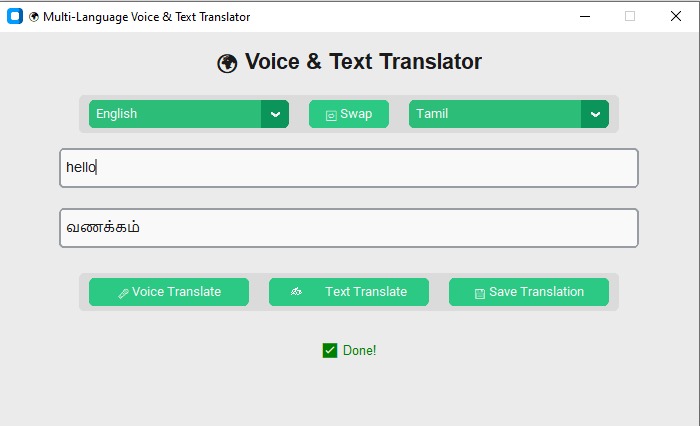 Multi-Language Voice & Text Translator
Voice & Text Translator
English Swap Tamil
hello
வணக்கம்
Voice Translate Text Translate Save Translation
Done!